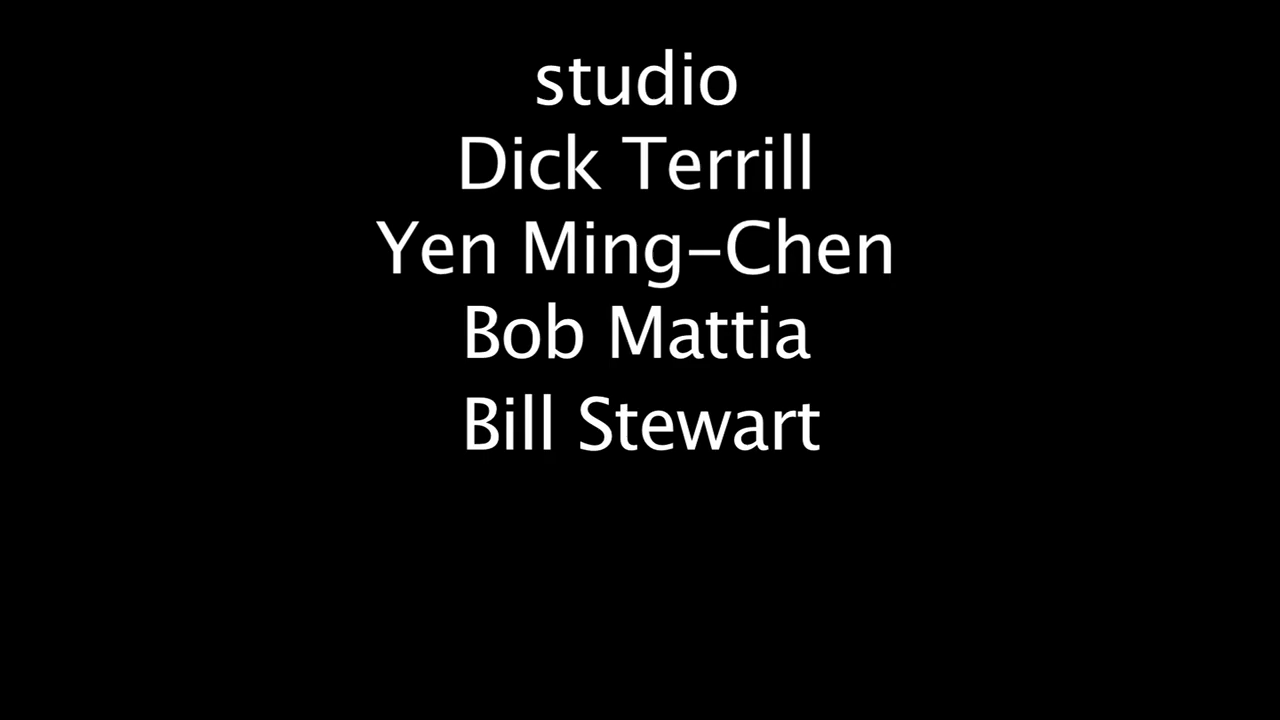 studio
Dick Terrill
Yen Ming-Chen
Bob Mattia
Bill Stewart